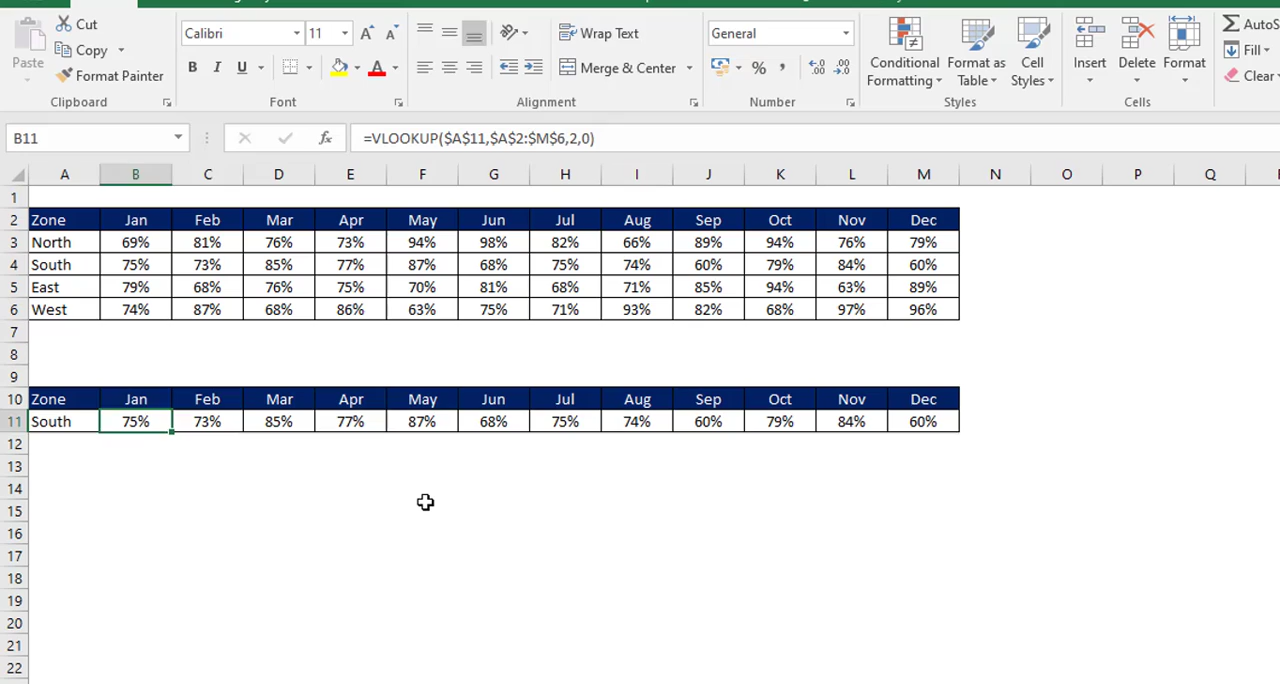 Cut
Copy
Format Painter
Paste
Clipboard
Calibri 11
B I U A
Font
Wrap Text
Merge & Center
Alignment
General
% ,
Number
Conditional Formatting
Format as Table
Cell Styles
Styles
Insert Delete Format
Cells
AutoS
Fill
Clear
B11 fx =VLOOKUP($A$11,$A$2:$M$6,2,0)
A B C D E F G H I J K L M N O P Q
1
2 Zone Jan Feb Mar Apr May Jun Jul Aug Sep Oct Nov Dec
3 North 69% 81% 76% 73% 94% 98% 82% 66% 89% 94% 76% 79%
4 South 75% 73% 85% 77% 87% 68% 75% 74% 60% 79% 84% 60%
5 East 79% 68% 76% 75% 70% 81% 68% 71% 85% 94% 63% 89%
6 West 74% 87% 68% 86% 63% 75% 71% 93% 82% 68% 97% 96%
7
8
9
10 Zone Jan Feb Mar Apr May Jun Jul Aug Sep Oct Nov Dec
11 South 75% 73% 85% 77% 87% 68% 75% 74% 60% 79% 84% 60%
12
13
14
15
16
17
18
19
20
21
22